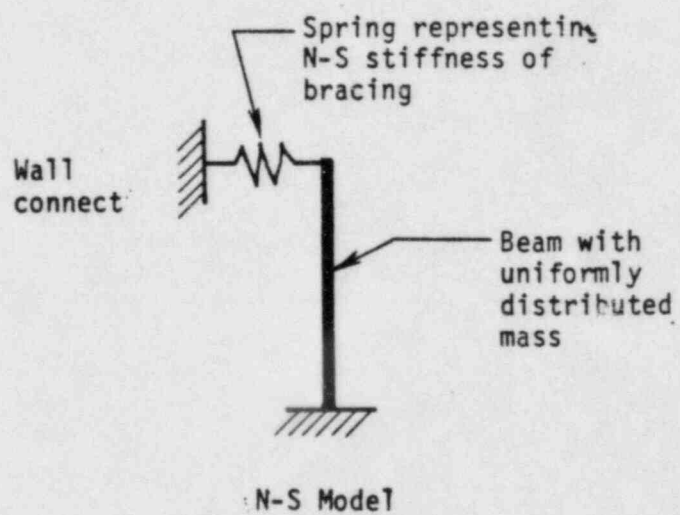 Spring representing
N-S stiffness of
bracing
Wall
connect
Beam with
uniformly
distributed
mass
N-S Model